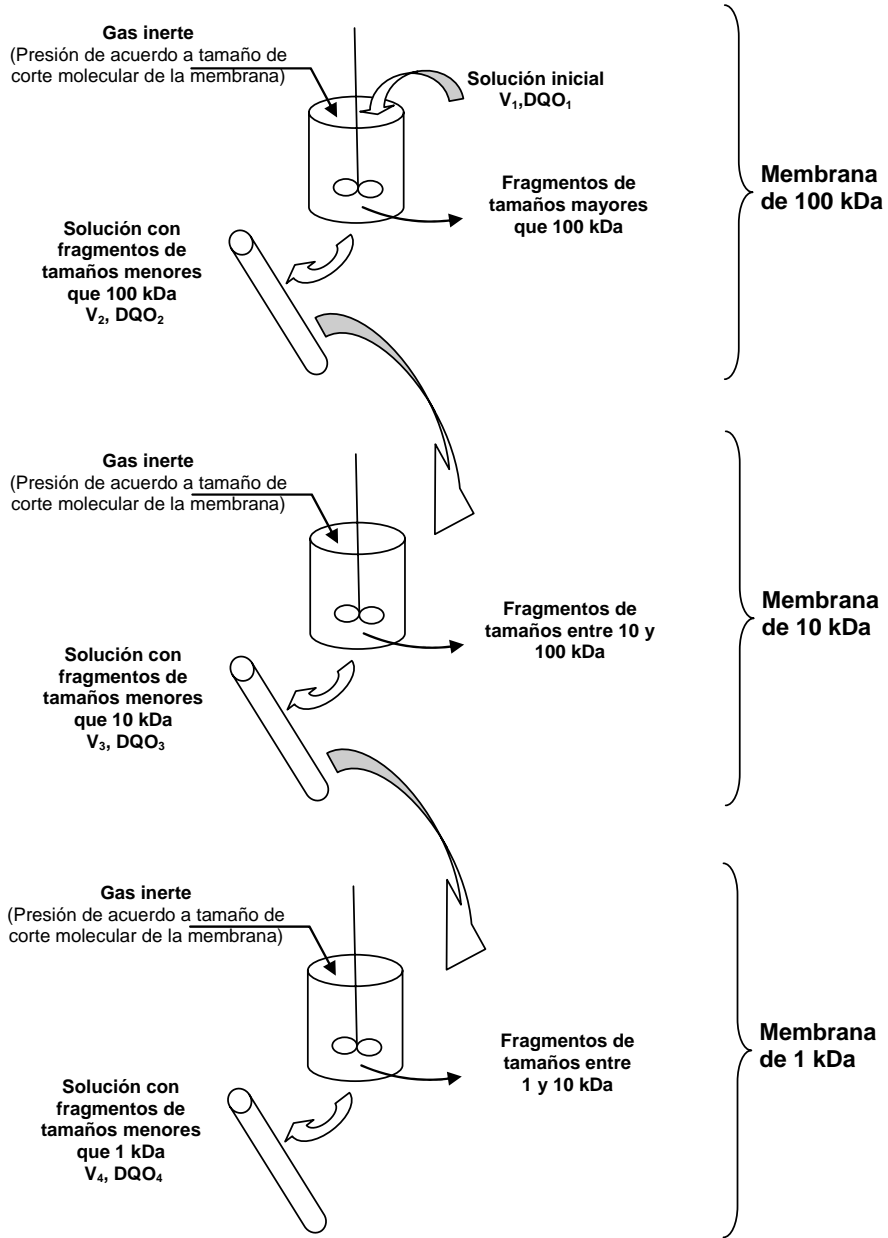 Gas inerte
(Presión de acuerdo a tamaño de
corte molecular de la membrana)
Solución inicial
V₁,DQO₁
Fragmentos de
tamaños mayores
que 100 kDa
Membrana
de 100 kDa
Solución con
fragmentos de
tamaños menores
que 100 kDa
V₂, DQO₂
Gas inerte
(Presión de acuerdo a tamaño de
corte molecular de la membrana)
Fragmentos de
tamaños entre 10 y
100 kDa
Membrana
de 10 kDa
Solución con
fragmentos de
tamaños menores
que 10 kDa
V₃, DQO₃
Gas inerte
(Presión de acuerdo a tamaño de
corte molecular de la membrana)
Fragmentos de
tamaños entre
1 y 10 kDa
Membrana
de 1 kDa
Solución con
fragmentos de
tamaños menores
que 1 kDa
V₄, DQO₄